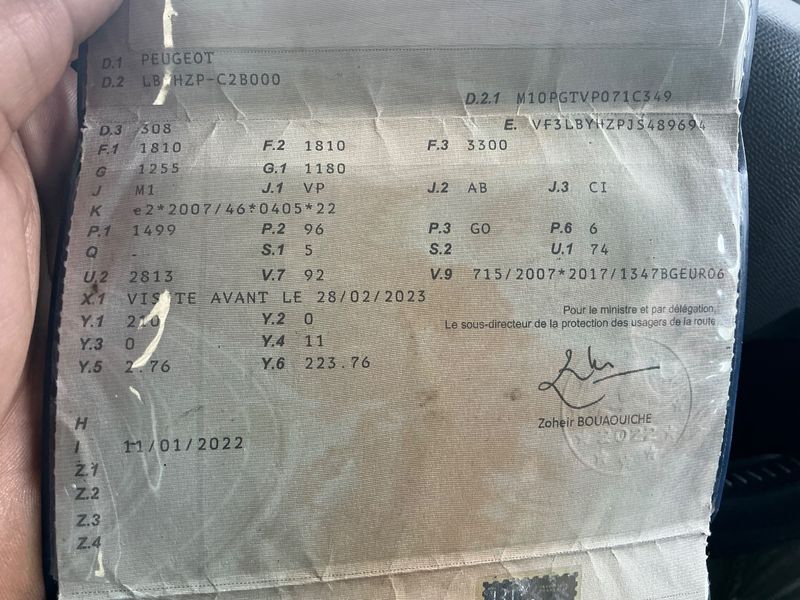 D.1 PEUGEOT
D.2 HZP-C2B000
D.2.1 M10PGTVP071C349
D.3 308
E. VF3LBYHZPJS489694
F.1 1810 F.2 1810 F.3 3300
G 1255 G.1 1180
J M1 J.1 VP J.2 AB J.3 CI
K e2*2007/46*0405*22
P.1 1499 P.2 96 P.3 GO P.6 6
Q - S.1 5 S.2 U.1 74
U.2 2813 V.7 92 V.9 715/2007*2017/1347BGEURO6
X.1 VISITE AVANT LE 28/02/2023
Pour le ministre et par délégation,
Le sous-directeur de la protection des usagers de la route
Y.1 210 Y.2 0
Y.3 0 Y.4 11
Y.5 2.76 Y.6 223.76
Zoheir BOUAOUICHE
2022
H
I 11/01/2022
Z.1
Z.2
Z.3
Z.4